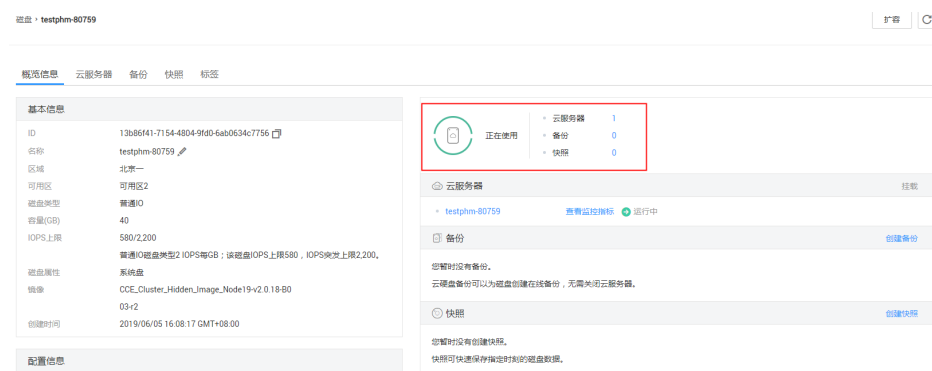 磁盘 › testphm-80759
扩容
概览信息 云服务器 备份 快照 标签
基本信息
ID 13b86f41-7154-4804-9fd0-6ab0634c7756
名称 testphm-80759
区域 北京一
可用区 可用区2
磁盘类型 普通IO
容量(GB) 40
IOPS上限 580/2,200
普通IO磁盘类型2 IOPS每GB；该磁盘IOPS上限580，IOPS突发上限2,200。
磁盘属性 系统盘
镜像 CCE_Cluster_Hidden_Image_Node19-v2.0.18-B0
03-r2
创建时间 2019/06/05 16:08:17 GMT+08:00
配置信息
正在使用
云服务器 1
备份 0
快照 0
云服务器 挂载
testphm-80759 查看监控指标 运行中
备份 创建备份
您暂时没有备份。
云硬盘备份可以为磁盘创建在线备份，无需关闭云服务器。
快照 创建快照
您暂时没有创建快照。
快照可快速保存指定时刻的磁盘数据。